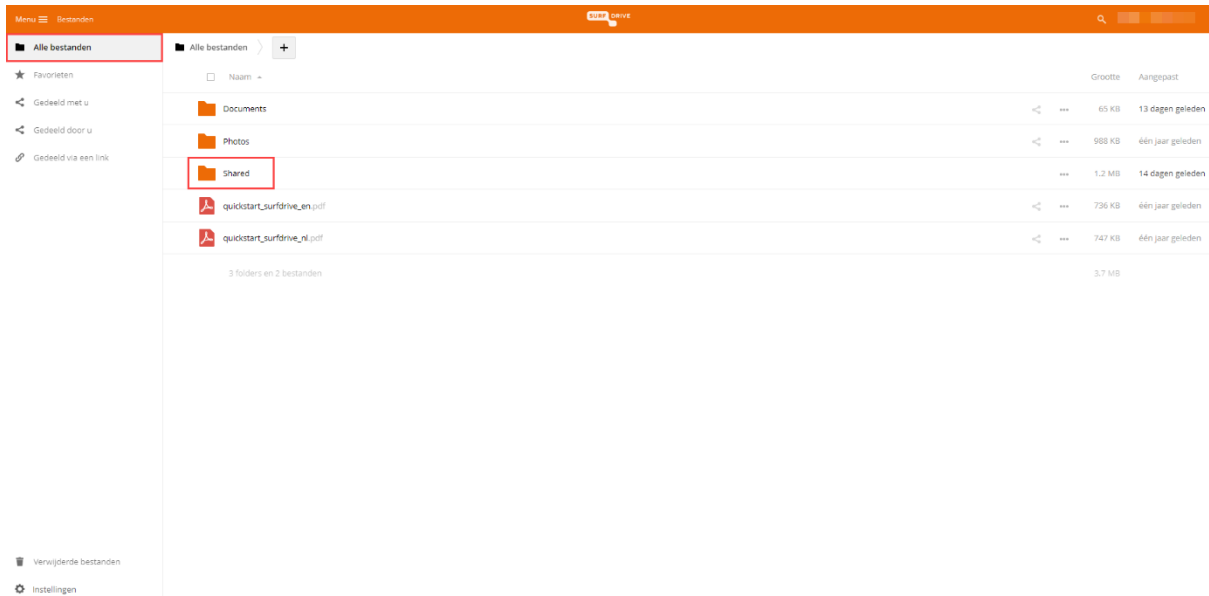 Menu Bestanden SURF DRIVE
Alle bestanden
Favorieten
Gedeeld met u
Gedeeld door u
Gedeeld via een link
Verwijderde bestanden
Instellingen
Alle bestanden +
Naam Grootte Aangepast
Documents 65 KB 13 dagen geleden
Photos 988 KB één jaar geleden
Shared 1.2 MB 14 dagen geleden
quickstart_surfdrive_en.pdf 736 KB één jaar geleden
quickstart_surfdrive_nl.pdf 747 KB één jaar geleden
3 folders en 2 bestanden 3.7 MB